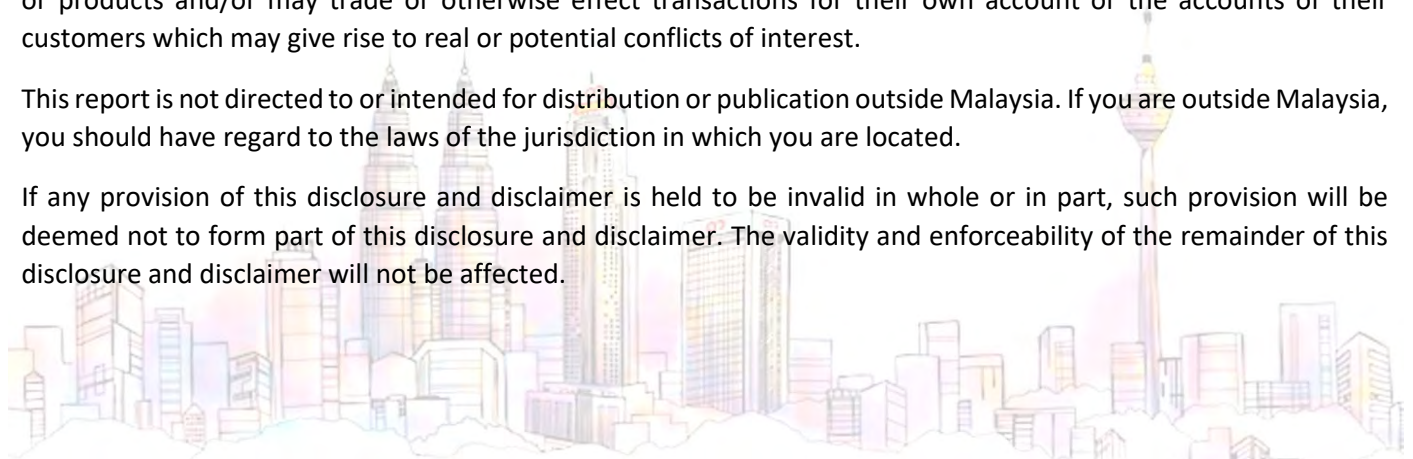 of products and/or may trade or otherwise effect transactions for their own account or the accounts of their
customers which may give rise to real or potential conflicts of interest.
This report is not directed to or intended for distribution or publication outside Malaysia. If you are outside Malaysia,
you should have regard to the laws of the jurisdiction in which you are located.
If any provision of this disclosure and disclaimer is held to be invalid in whole or in part, such provision will be
deemed not to form part of this disclosure and disclaimer. The validity and enforceability of the remainder of this
disclosure and disclaimer will not be affected.